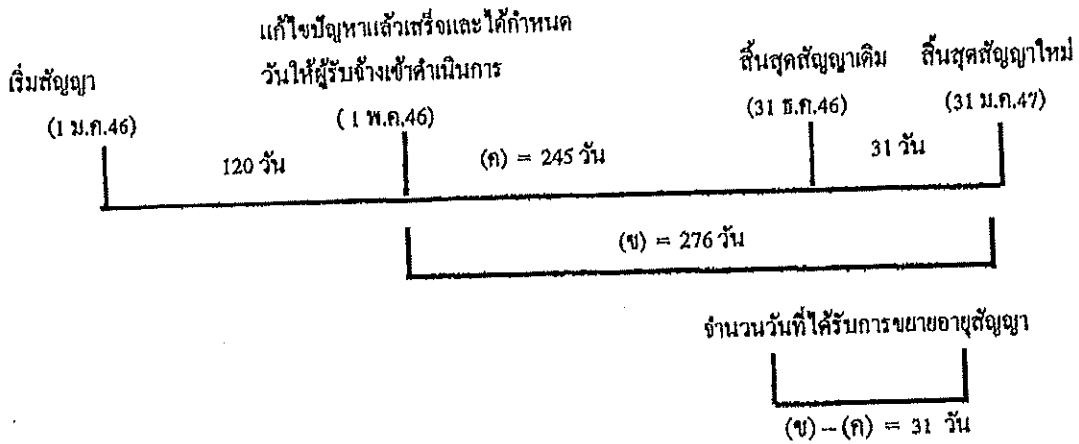 แก้ไขปัญหาแล้วเสร็จและได้กำหนด
วันให้ผู้รับจ้างเข้าดำเนินการ
(1 พ.ค.46)
เริ่มสัญญา
(1 ม.ค.46)
สิ้นสุดสัญญาเดิม
(31 ธ.ค.46)
สิ้นสุดสัญญาใหม่
(31 ม.ค.47)
120 วัน
(ค) = 245 วัน
31 วัน
(ข) = 276 วัน
จำนวนวันที่ได้รับการขยายอายุสัญญา
(ข) – (ค) = 31 วัน